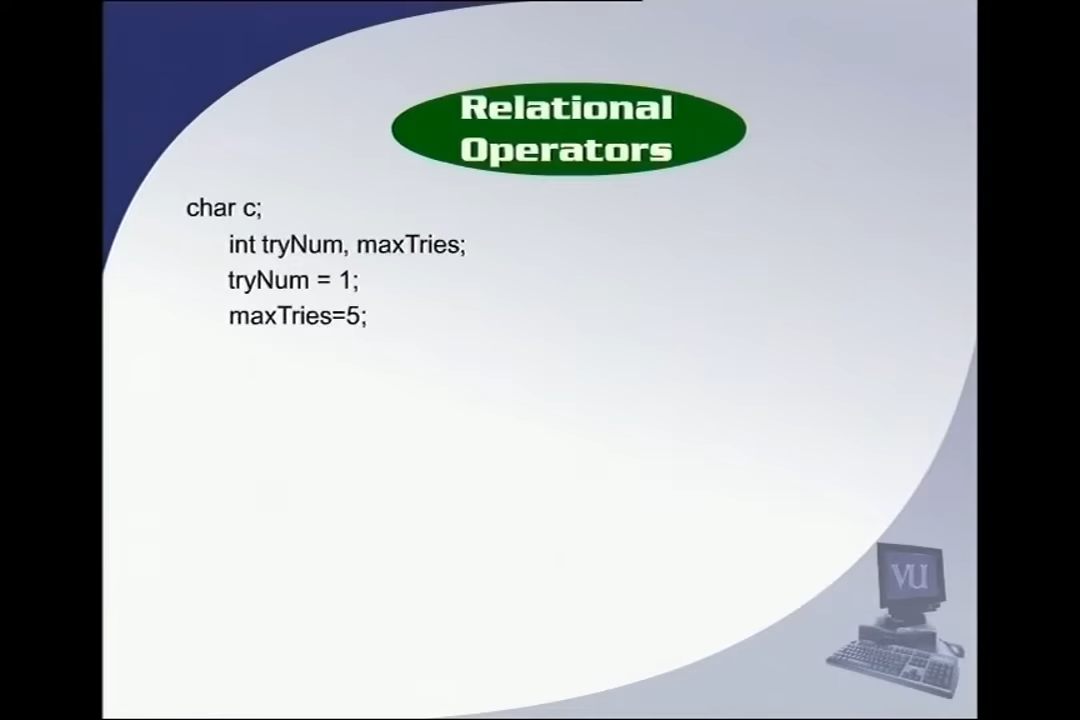 Relational
Operators
char c;
int tryNum, maxTries;
tryNum = 1;
maxTries=5;
VU